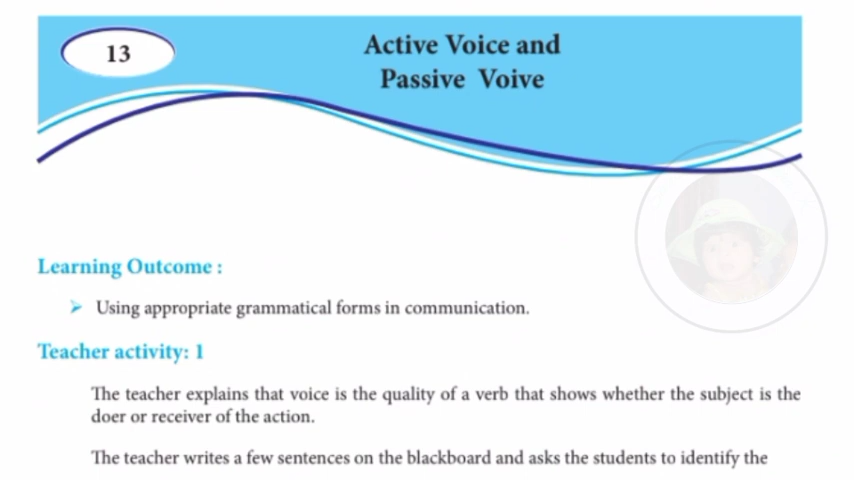 13
Active Voice and
Passive Voive
Learning Outcome :
➢ Using appropriate grammatical forms in communication.
Teacher activity: 1
The teacher explains that voice is the quality of a verb that shows whether the subject is the
doer or receiver of the action.
The teacher writes a few sentences on the blackboard and asks the students to identify the